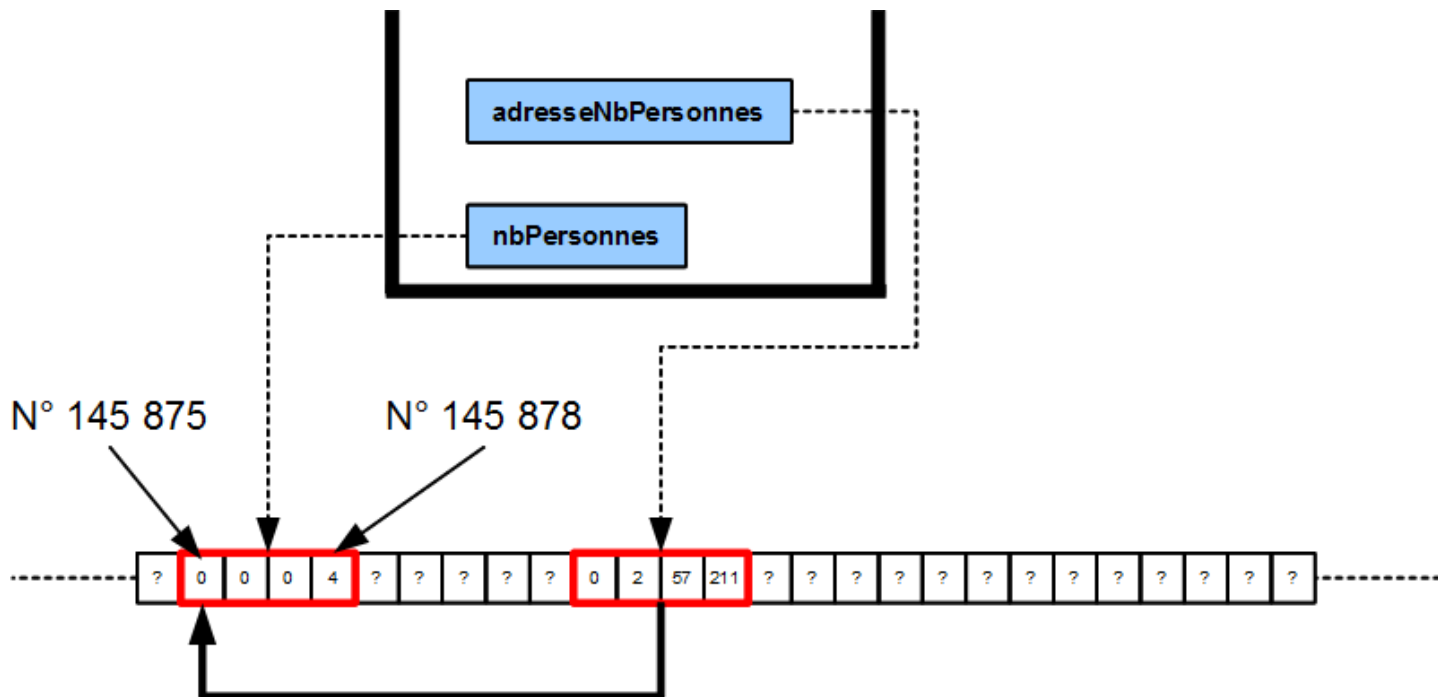 adresseNbPersonnes
nbPersonnes
N° 145 875 N° 145 878
? 0 0 0 4 ? ? ? ? ? 0 2 57 211 ? ? ? ? ? ? ? ? ? ? ? ? ?